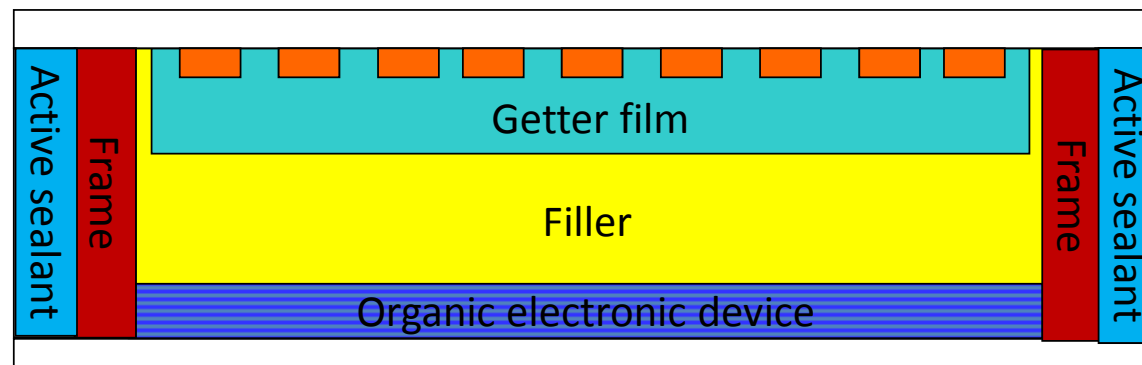 Active sealant
Frame
Getter film
Filler
Organic electronic device
Frame
Active sealant